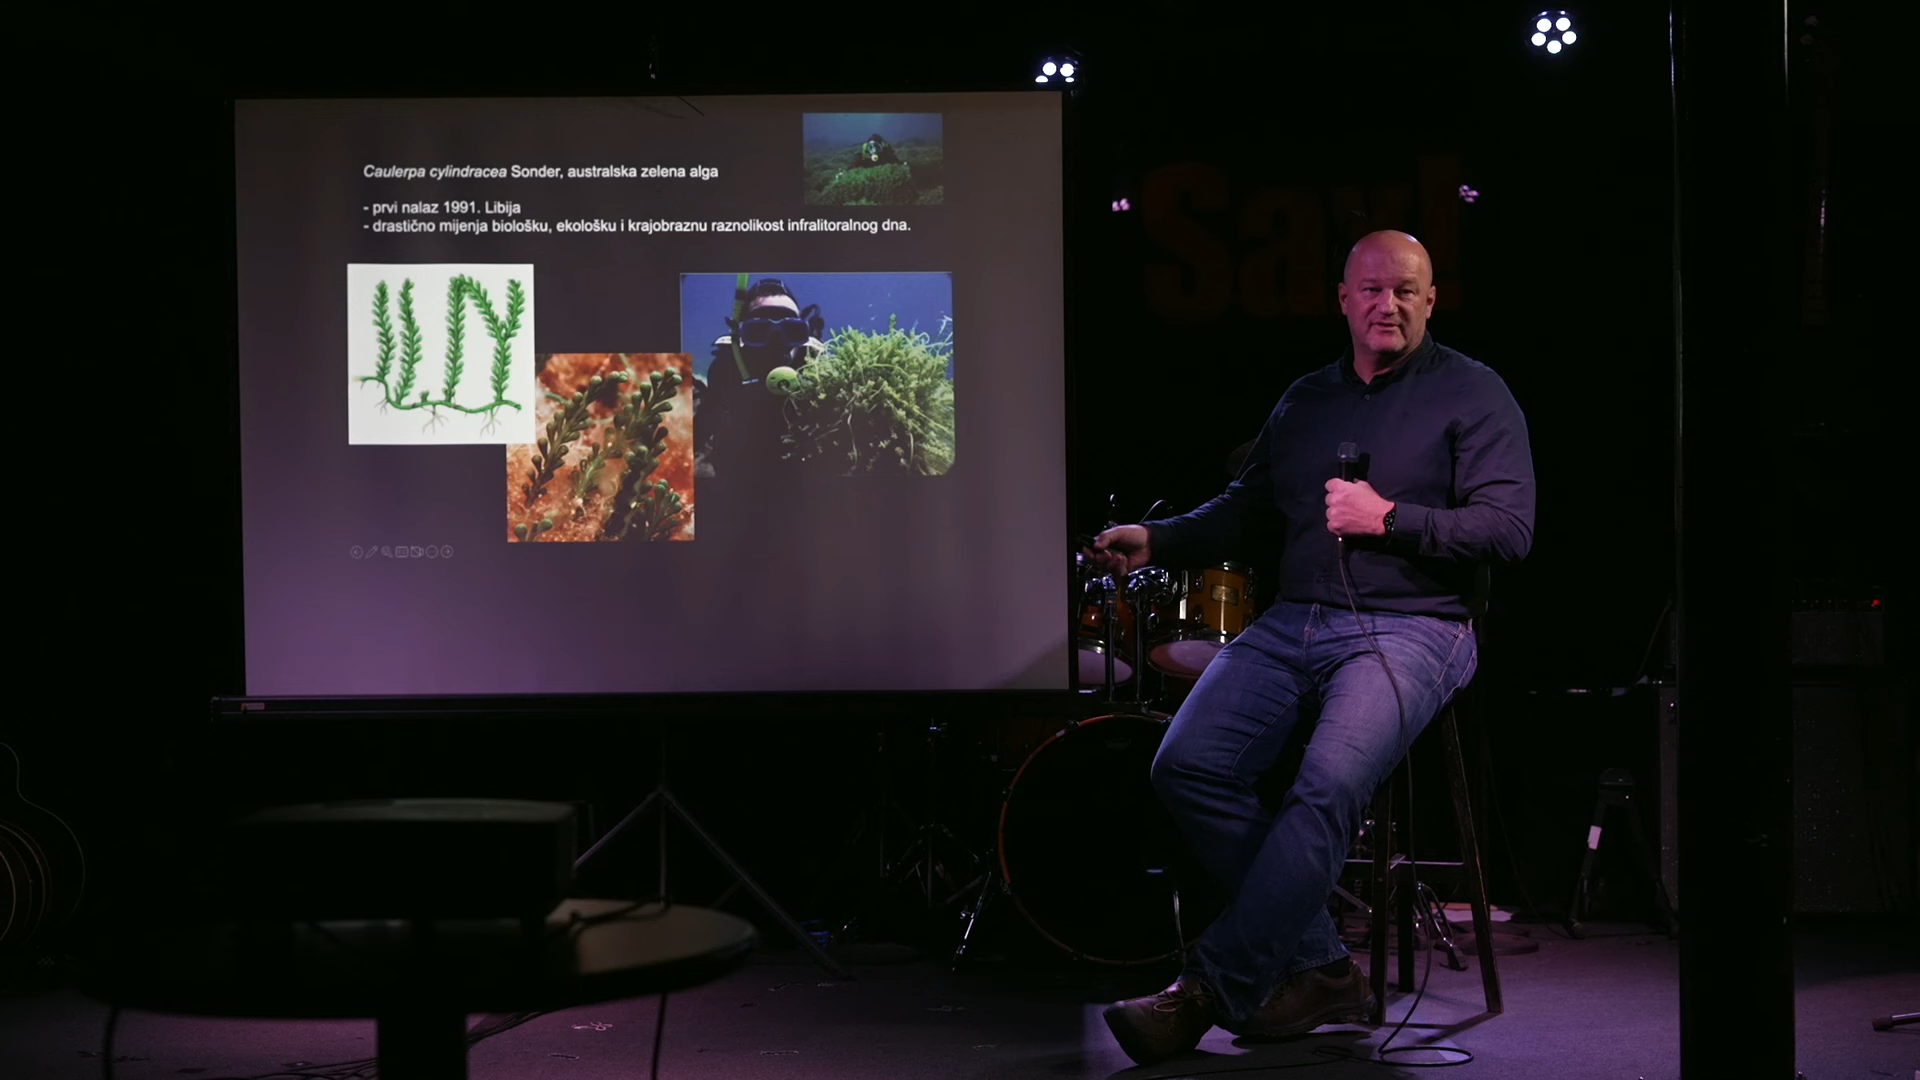 Caulerpa cylindracea Sonder, australska zelena alga
- prvi nalaz 1991. Libija
- drastično mijenja biološku, ekološku i krajobraznu raznolikost infralitoralnog dna.